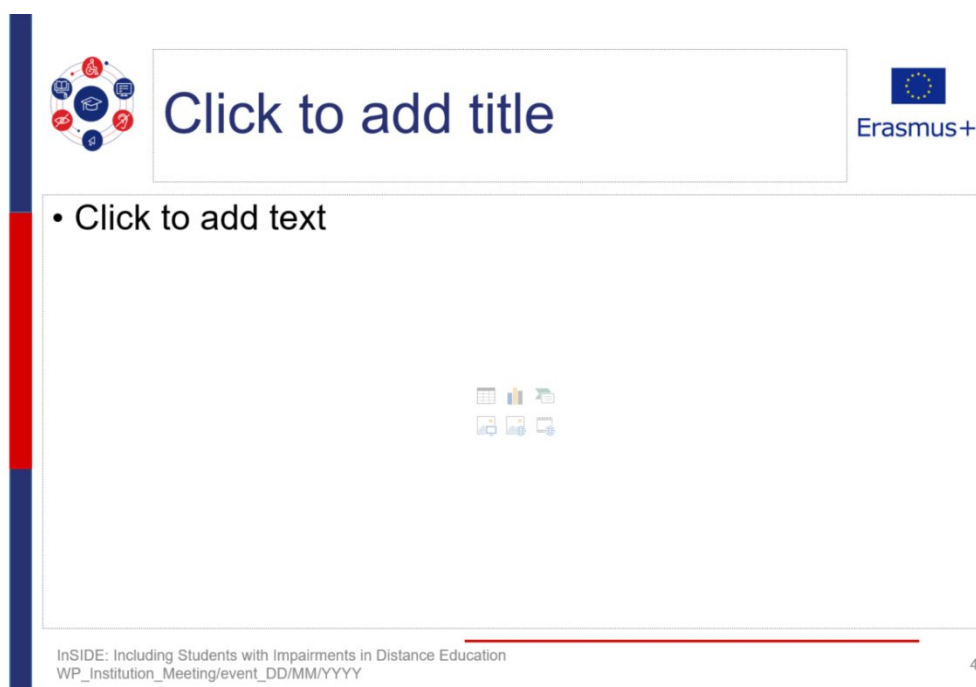 Click to add title
Erasmus+
• Click to add text
InSIDE: Including Students with Impairments in Distance Education
WP_Institution_Meeting/event_DD/MM/YYYY
4